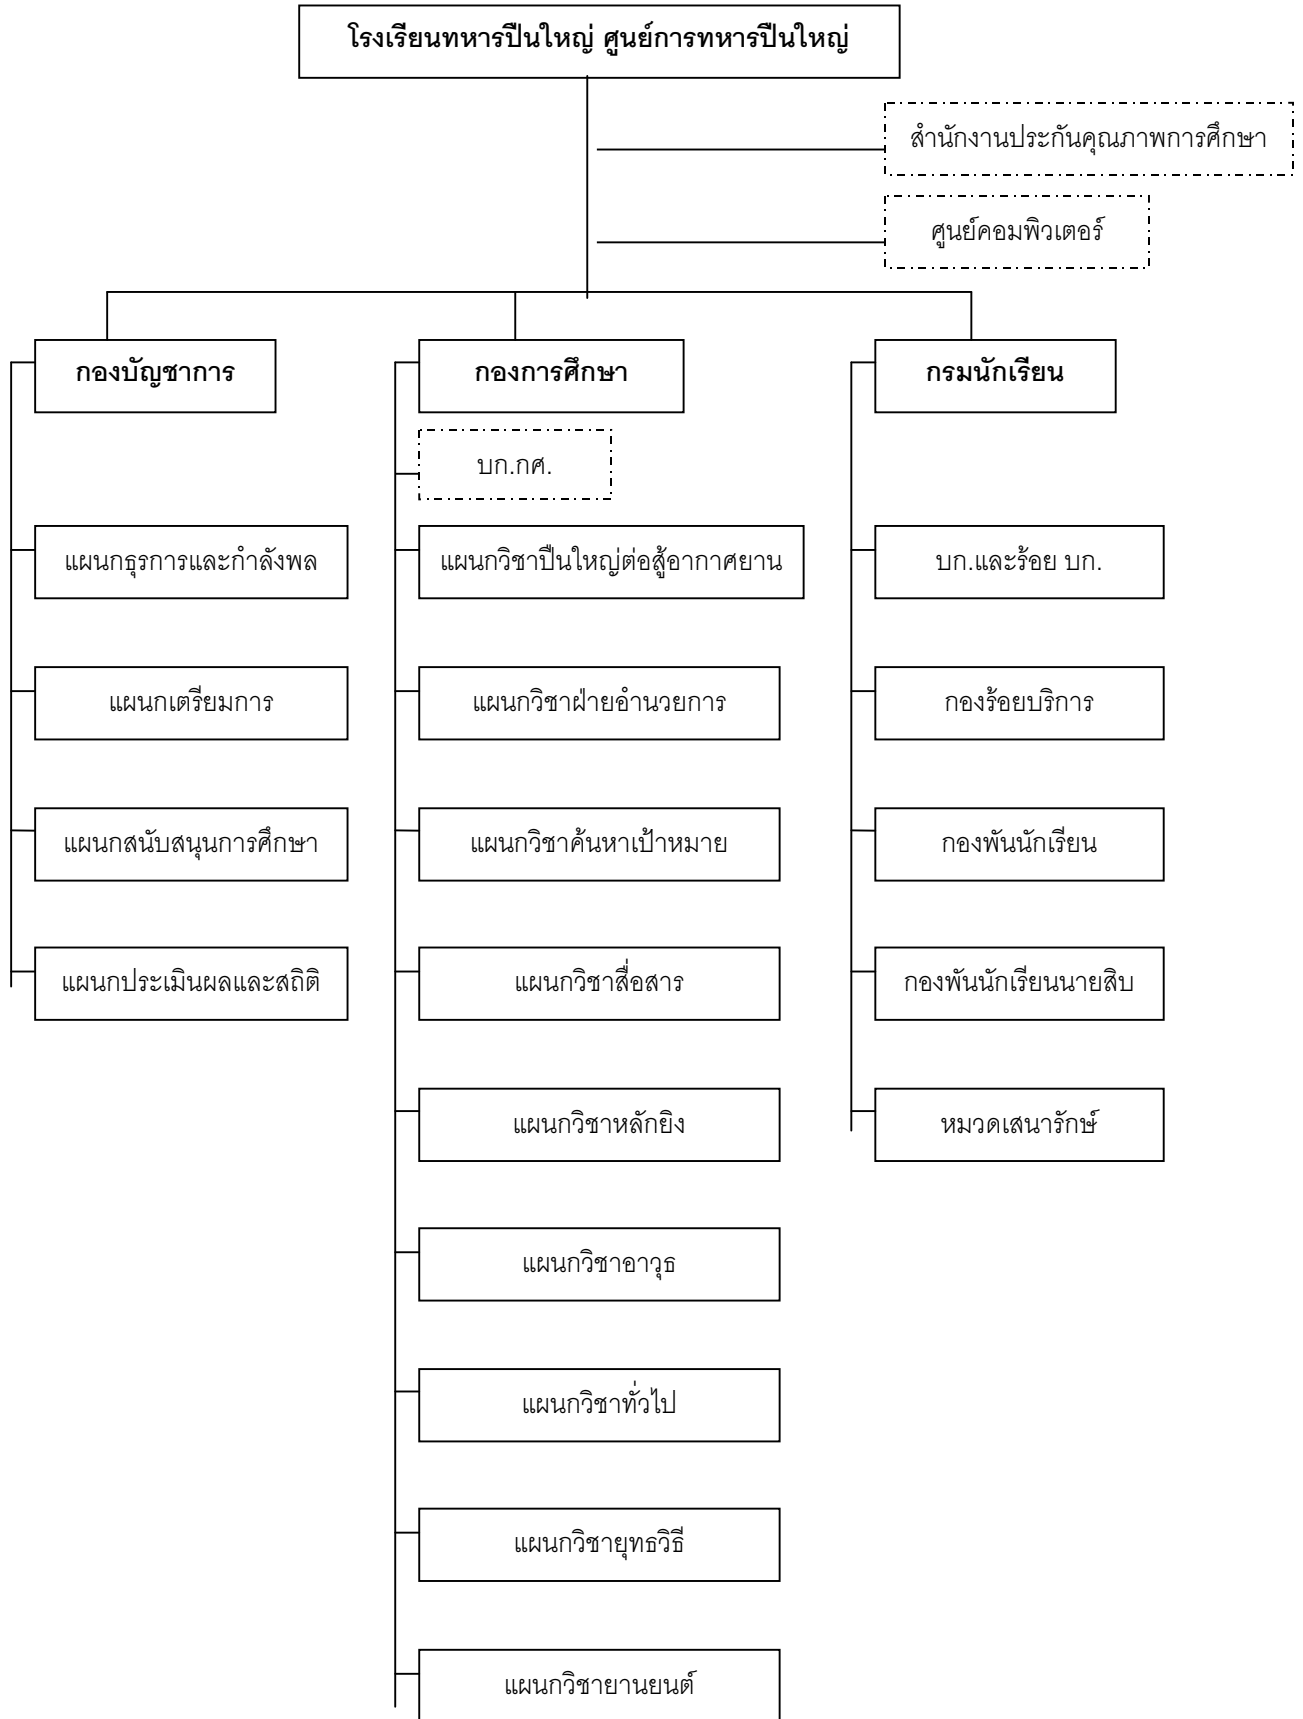 โรงเรียนทหารปืนใหญ่ ศูนย์การทหารปืนใหญ่
สำนักงานประกันคุณภาพการศึกษา
ศูนย์คอมพิวเตอร์
กองบัญชาการ
แผนกธุรการและกำลังพล
แผนกเตรียมการ
แผนกสนับสนุนการศึกษา
แผนกประเมินผลและสถิติ
กองการศึกษา
บก.กศ.
แผนกวิชาปืนใหญ่ต่อสู้อากาศยาน
แผนกวิชาฝ่ายอำนวยการ
แผนกวิชาค้นหาเป้าหมาย
แผนกวิชาสื่อสาร
แผนกวิชาหลักยิง
แผนกวิชาอาวุธ
แผนกวิชาทั่วไป
แผนกวิชายุทธวิธี
แผนกวิชายานยนต์
กรมนักเรียน
บก.และร้อย บก.
กองร้อยบริการ
กองพันนักเรียน
กองพันนักเรียนนายสิบ
หมวดเสนารักษ์